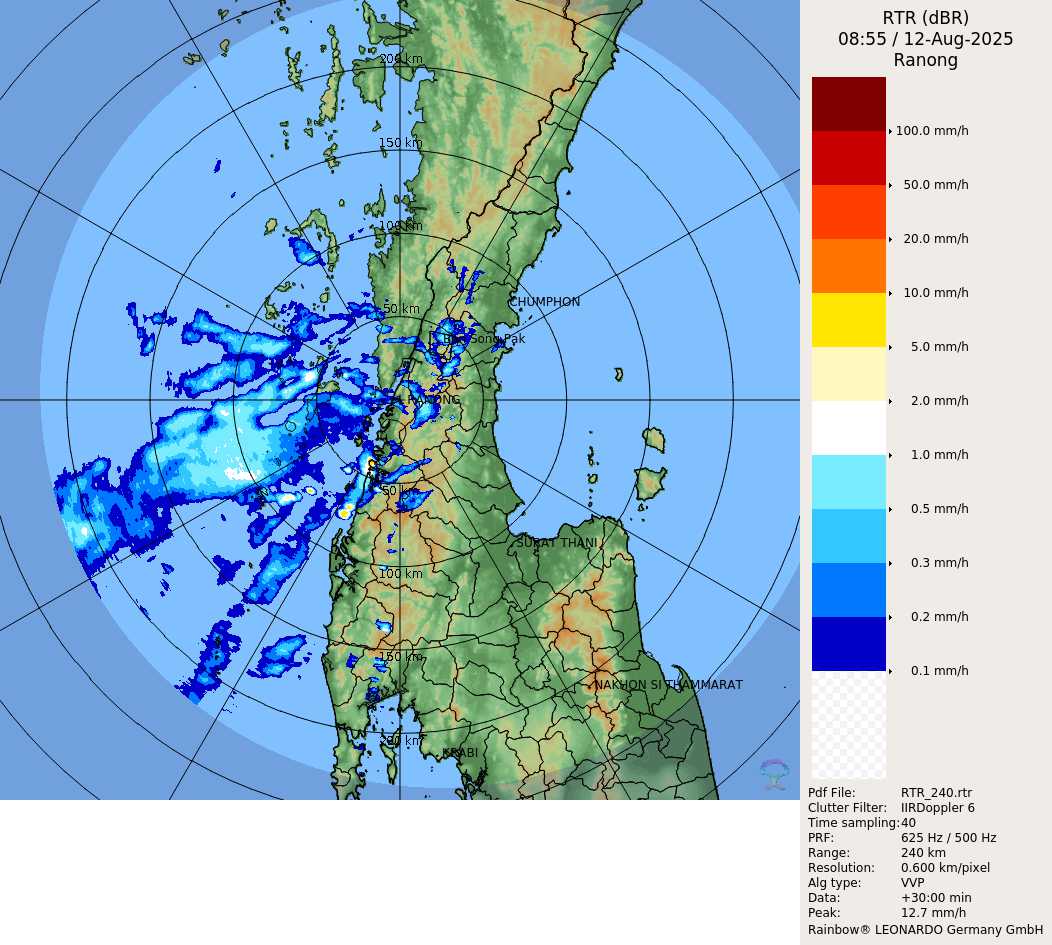 RTR (dBR)
08:55 / 12-Aug-2025
Ranong
200 km
150 km
100 km
50 km
CHUMPHON
RANONG
50 km
SURAT THANI
100 km
150 km
NAKHON SI THAMMARAT
200 km
KRABI
100.0 mm/h
50.0 mm/h
20.0 mm/h
10.0 mm/h
5.0 mm/h
2.0 mm/h
1.0 mm/h
0.5 mm/h
0.3 mm/h
0.2 mm/h
0.1 mm/h
Pdf File: RTR_240.rtr
Clutter Filter: IIRDoppler 6
Time sampling:40
PRF: 625 Hz / 500 Hz
Range: 240 km
Resolution: 0.600 km/pixel
Alg type: VVP
Data: +30:00 min
Peak: 12.7 mm/h
Rainbow® LEONARDO Germany GmbH